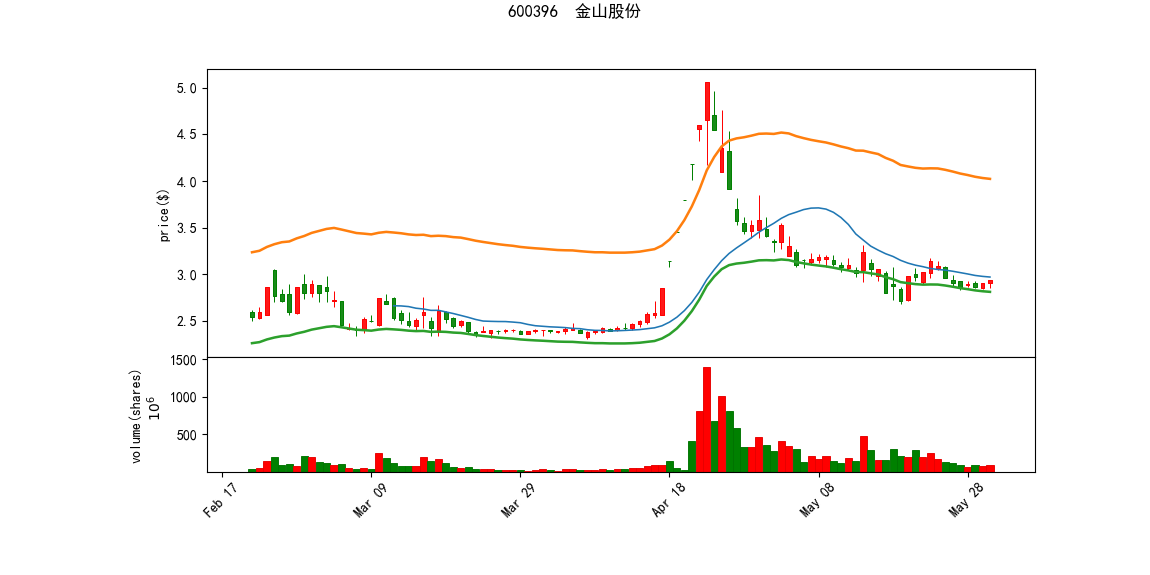 600396 金山股份
5.0
4.5
4.0
3.5
3.0
2.5
price($)
1500
1000
500
volume(shares)
10^6
Feb 17
Mar 09
Mar 29
Apr 18
May 08
May 28